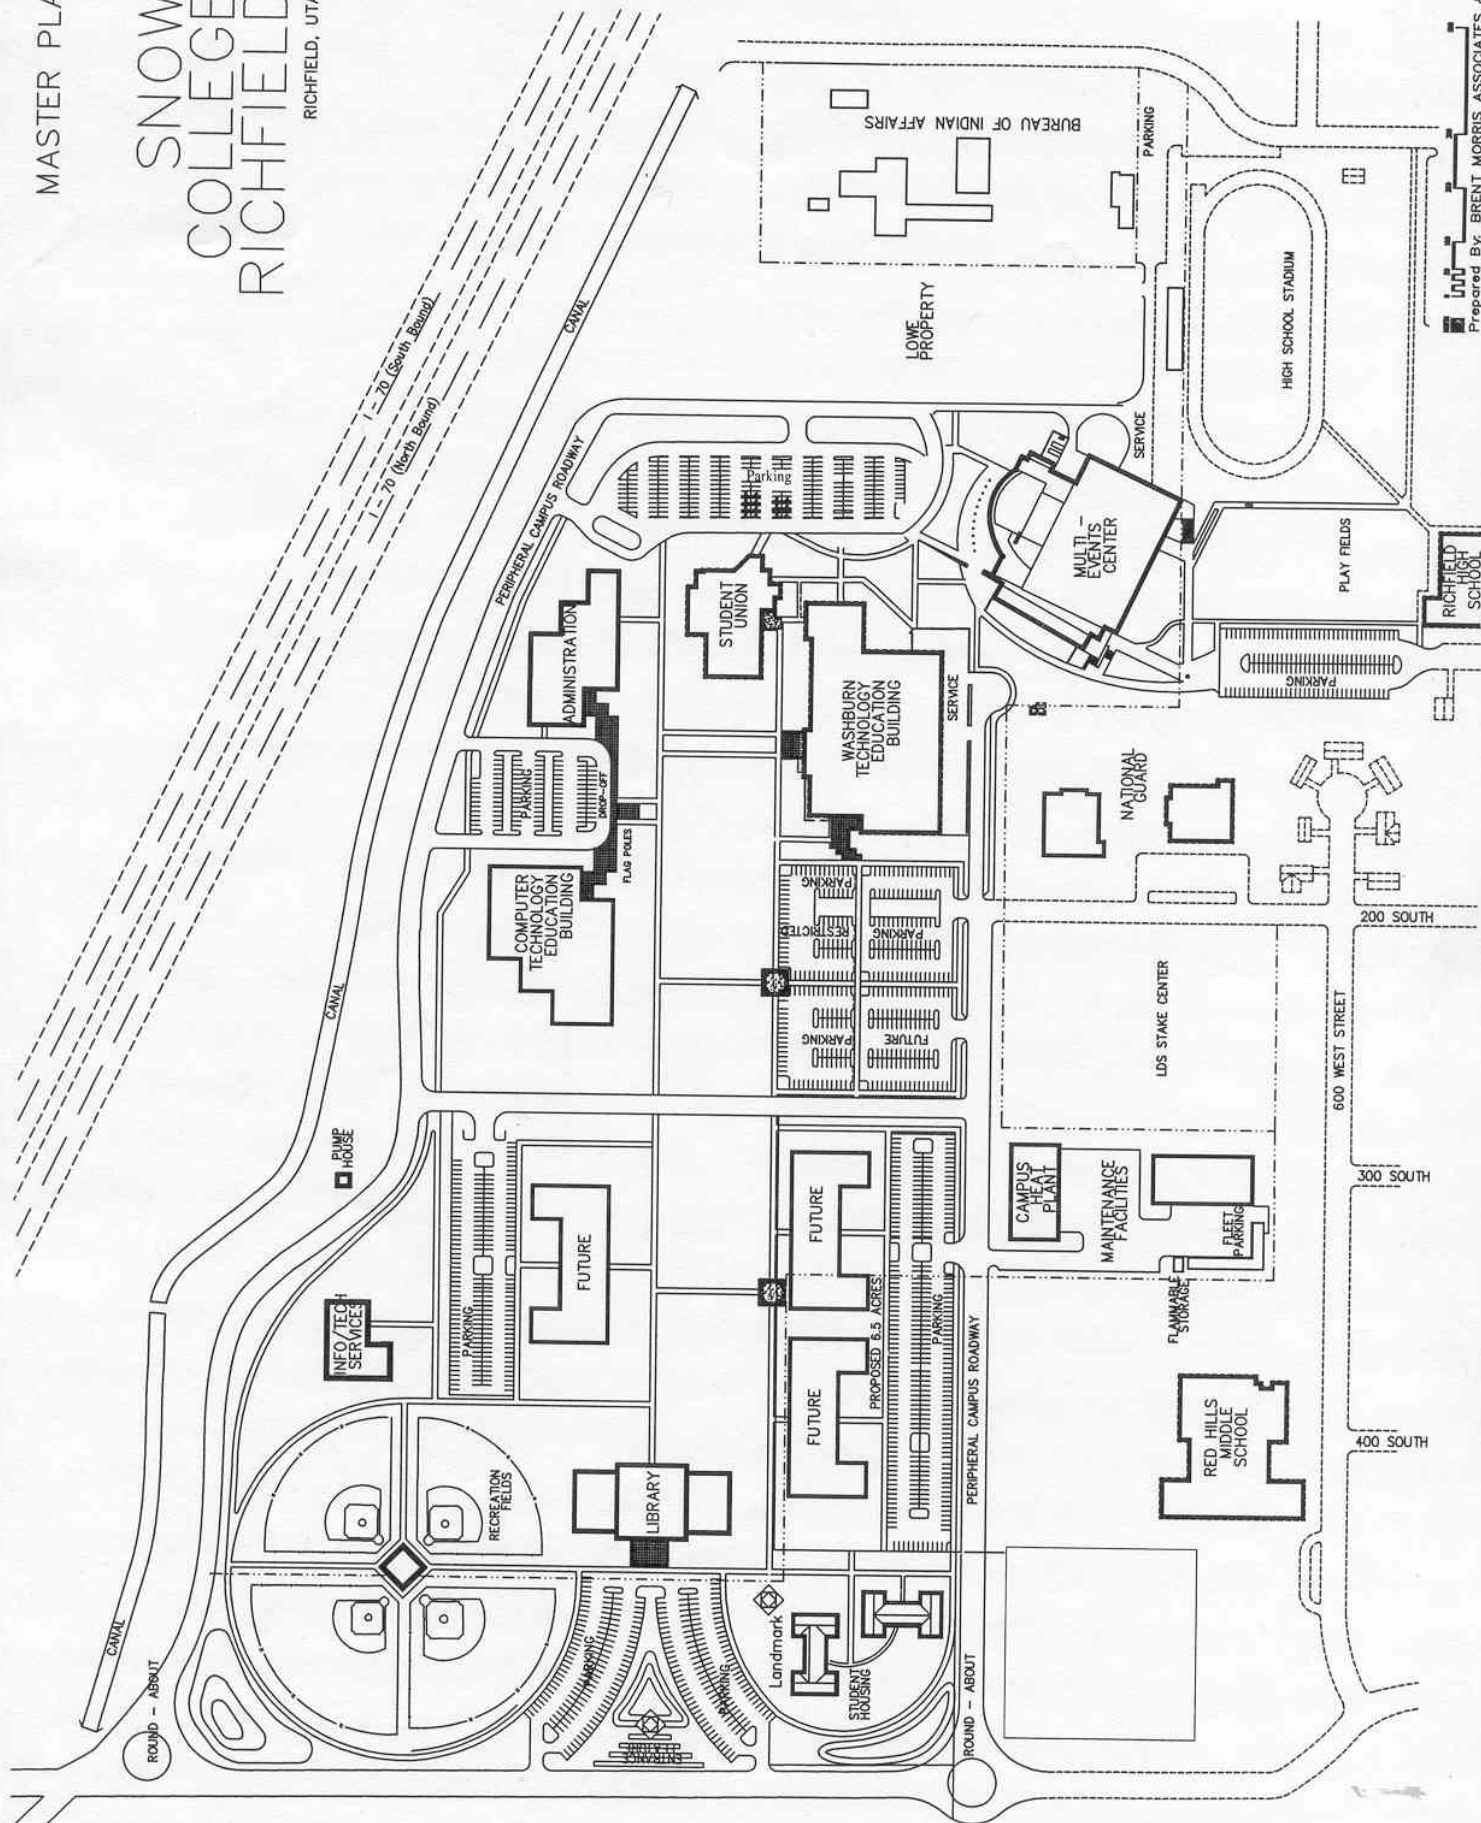 MASTER PLA
SNOW
COLLEGE
RICHFIELD
RICHFIELD, UTA
I - 70 (South Bound)
I - 70 (North Bound)
CANAL
PERIPHERAL CAMPUS ROADWAY
BUREAU OF INDIAN AFFAIRS
PARKING
LOWE
PROPERTY
HIGH SCHOOL STADIUM
Prepared By: BRENT MORRIS ASSOCIATES
Parking
SERVICE
MULTI -
EVENTS
CENTER
PLAY FIELDS
RICHFIELD
HIGH
SCHOOL
PARKING
ADMINISTRATION
STUDENT
UNION
WASHBURN
TECHNOLOGY
EDUCATION
BUILDING
SERVICE
PARKING
DROP-OFF
FLAG POLES
COMPUTER
TECHNOLOGY
EDUCATION
BUILDING
NATIONAL
GUARD
PARKING
RESTRICTED
PARKING
PARKING
FUTURE
200 SOUTH
LDS STAKE CENTER
600 WEST STREET
CANAL
PUMP
HOUSE
INFO/TECH
SERVICES
PARKING
FUTURE
FUTURE
FUTURE
PROPOSED 6.5 ACRES
PARKING
PERIPHERAL CAMPUS ROADWAY
CAMPUS
HEAT
PLANT
MAINTENANCE
FACILITIES
FLEET
PARKING
FLAMMABLE
STORAGE
300 SOUTH
400 SOUTH
RED HILLS
MIDDLE
SCHOOL
RECREATION
FIELDS
LIBRARY
CANAL
ROUND - ABOUT
PARKING
PARKING
ENTRANCE
FEATURE
Landmark
STUDENT
HOUSING
ROUND - ABOUT